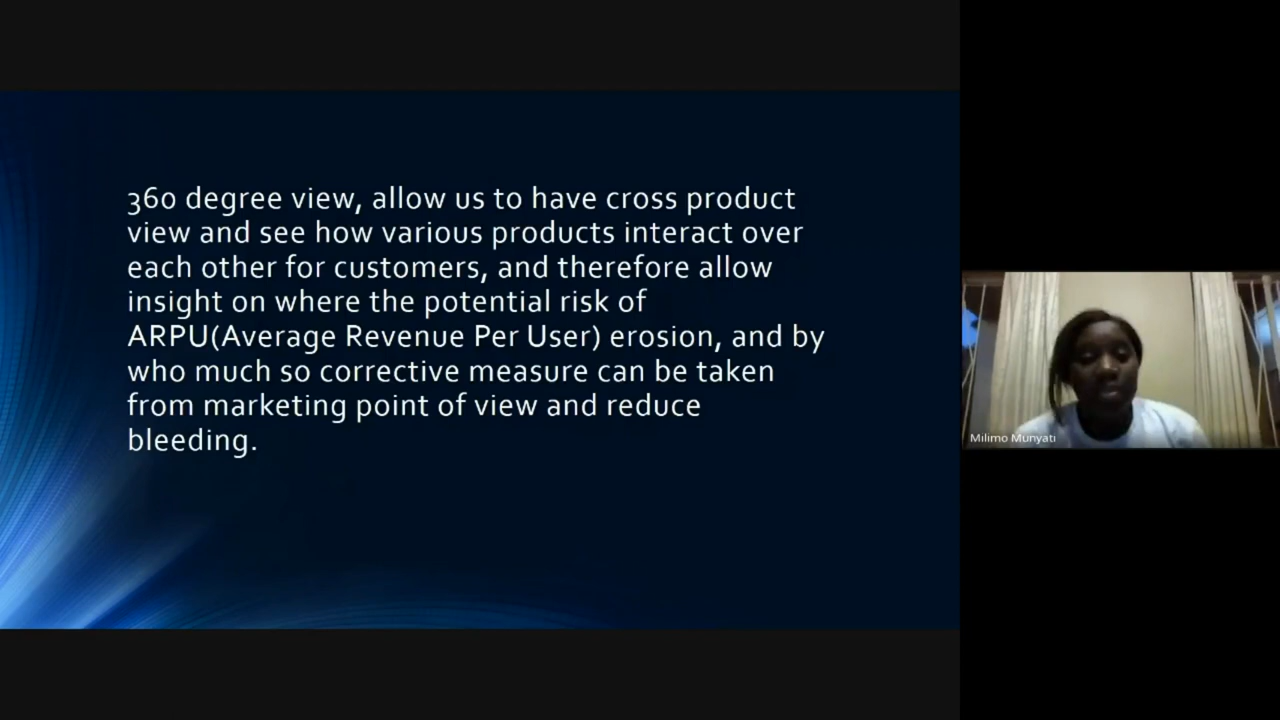 360 degree view, allow us to have cross product
view and see how various products interact over
each other for customers, and therefore allow
insight on where the potential risk of
ARPU(Average Revenue Per User) erosion, and by
who much so corrective measure can be taken
from marketing point of view and reduce
bleeding.
Milimo Munyati